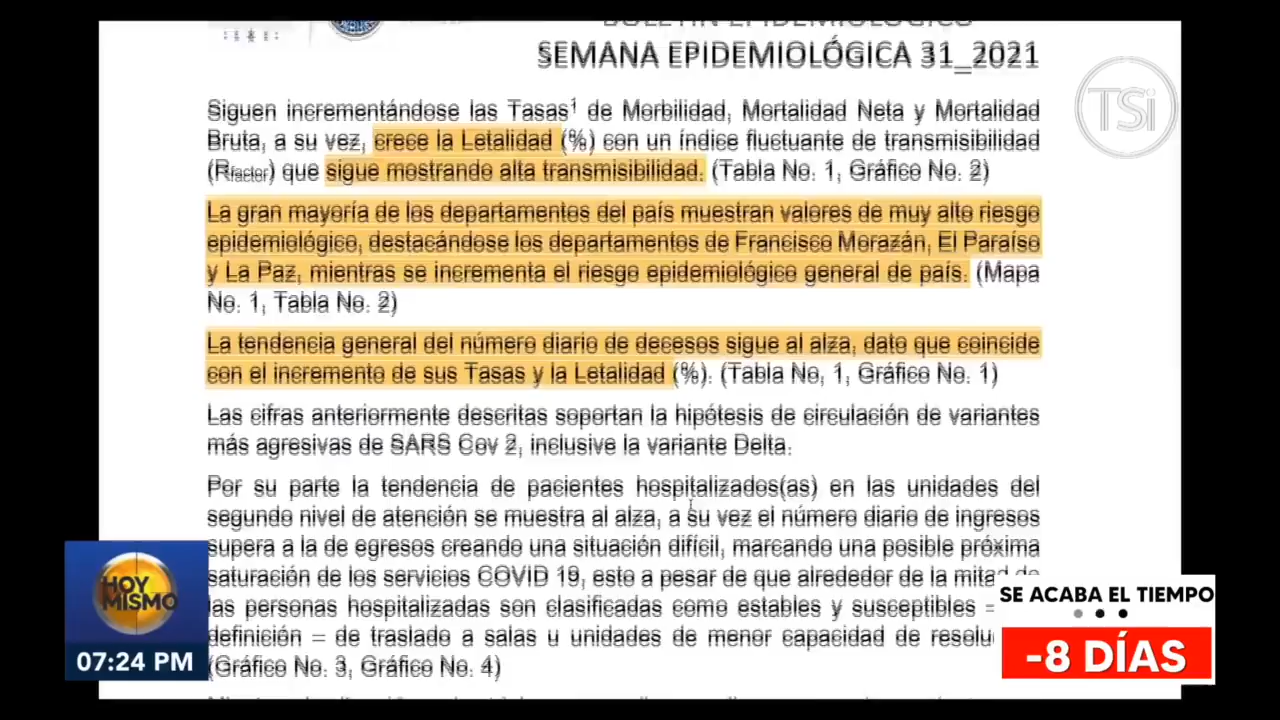 BOLETÍN EPIDEMIOLÓGICO
SEMANA EPIDEMIOLÓGICA 31_2021
TSi
Siguen incrementándose las Tasas¹ de Morbilidad, Mortalidad Neta y Mortalidad
Bruta, a su vez, crece la Letalidad (%) con un índice fluctuante de transmisibilidad
(Rfactor) que sigue mostrando alta transmisibilidad. (Tabla No. 1, Gráfico No. 2)
La gran mayoría de los departamentos del país muestran valores de muy alto riesgo
epidemiológico, destacándose los departamentos de Francisco Morazán, El Paraíso
y La Paz, mientras se incrementa el riesgo epidemiológico general de país. (Mapa
No. 1, Tabla No. 2)
La tendencia general del número diario de decesos sigue al alza, dato que coincide
con el incremento de sus Tasas y la Letalidad (%). (Tabla No, 1, Gráfico No. 1)
Las cifras anteriormente descritas soportan la hipótesis de circulación de variantes
más agresivas de SARS Cov 2, inclusive la variante Delta.
Por su parte la tendencia de pacientes hospitalizados(as) en las unidades del
segundo nivel de atención se muestra al alza, a su vez el número diario de ingresos
supera a la de egresos creando una situación difícil, marcando una posible próxima
saturación de los servicios COVID 19, esto a pesar de que alrededor de la mitad de
las personas hospitalizadas son clasificadas como estables y susceptibles =
definición = de traslado a salas u unidades de menor capacidad de resolu
(Gráfico No. 3, Gráfico No. 4)
HOY
MISMO
07:24 PM
SE ACABA EL TIEMPO
-8 DÍAS